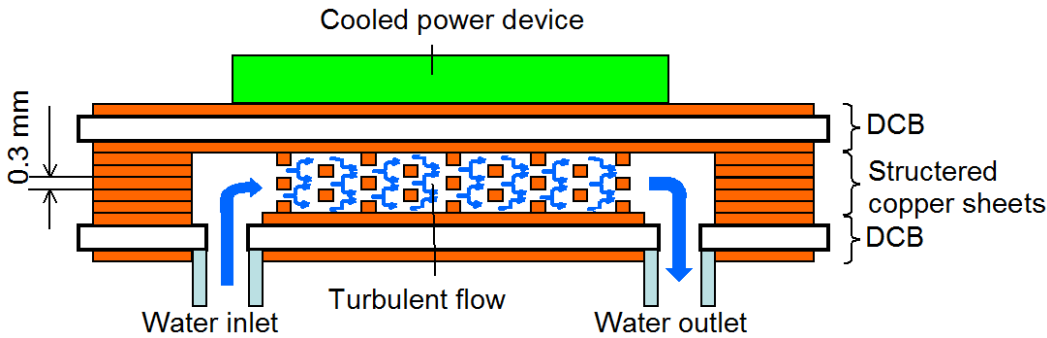 Cooled power device
0.3 mm
DCB
Structered
copper sheets
DCB
Turbulent flow
Water inlet
Water outlet